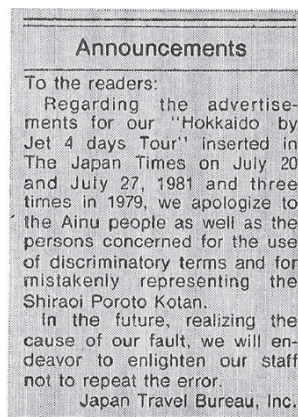 Announcements
To the readers:
Regarding the advertise-
ments for our "Hokkaido by
Jet 4 days Tour" inserted in
The Japan Times on July 20
and July 27, 1981 and three
times in 1979, we apologize to
the Ainu people as well as the
persons concerned for the use
of discriminatory terms and for
mistakenly representing the
Shiraoi Poroto Kotan.
In the future, realizing the
cause of our fault, we will en-
deavor to enlighten our staff
not to repeat the error.
Japan Travel Bureau, Inc.